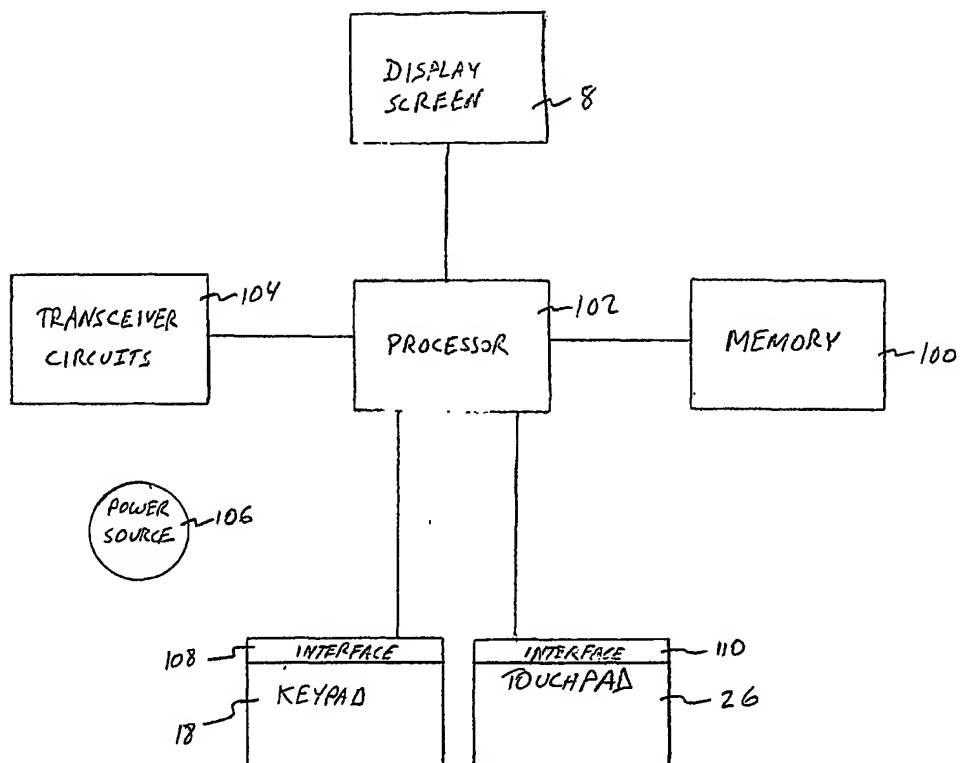 DISPLAY
SCREEN
8
TRANSCEIVER
CIRCUITS
104
PROCESSOR
102
MEMORY
100
POWER
SOURCE
106
108
INTERFACE
KEYPAD
18
INTERFACE
110
TOUCHPAD
26